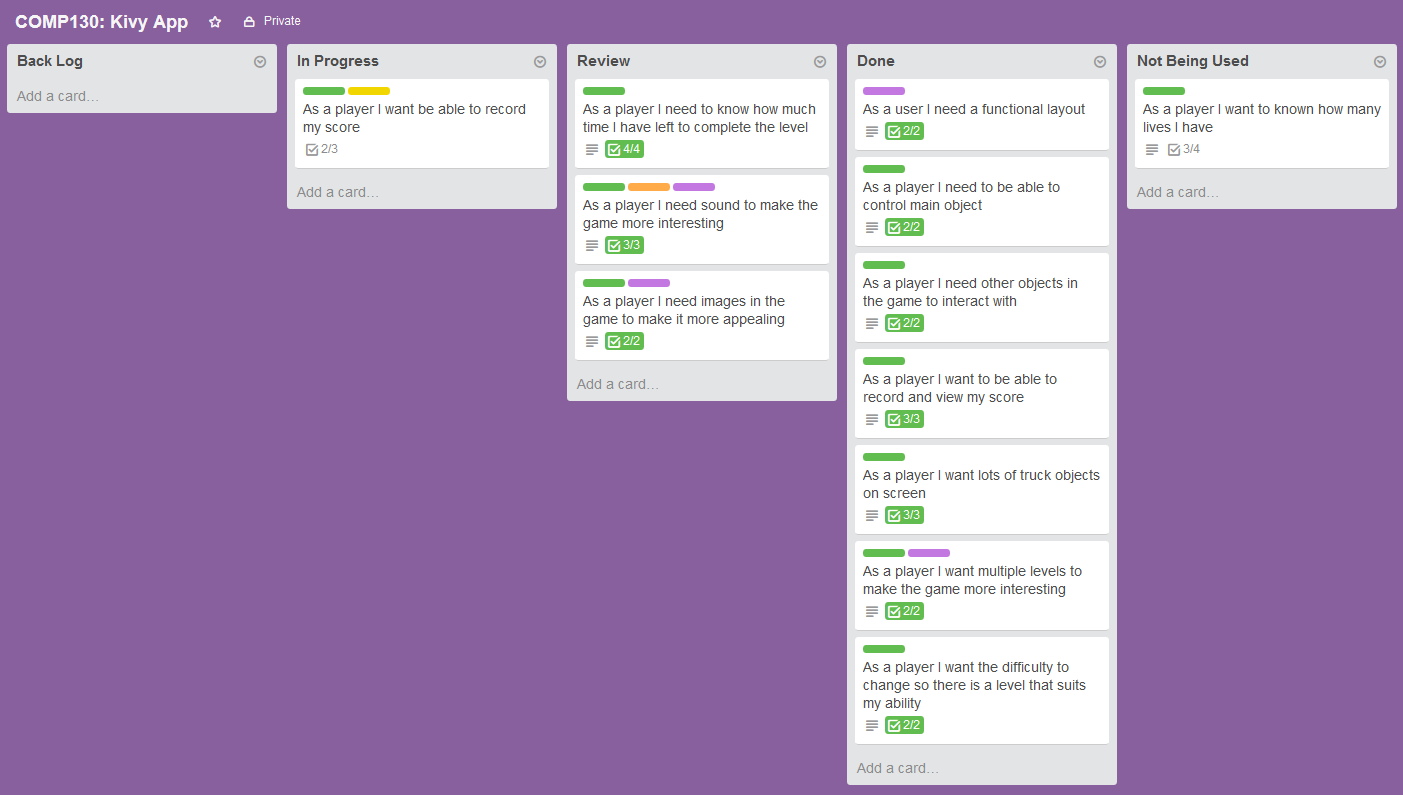 COMP130: Kivy App
Private
Back Log
Add a card…
In Progress
As a player I want be able to record
my score
2/3
Add a card…
Review
As a player I need to know how much
time I have left to complete the level
4/4
As a player I need sound to make the
game more interesting
3/3
As a player I need images in the
game to make it more appealing
2/2
Add a card…
Done
As a user I need a functional layout
2/2
As a player I need to be able to
control main object
2/2
As a player I need other objects in
the game to interact with
2/2
As a player I want to be able to
record and view my score
3/3
As a player I want lots of truck objects
on screen
3/3
As a player I want multiple levels to
make the game more interesting
2/2
As a player I want the difficulty to
change so there is a level that suits
my ability
2/2
Add a card…
Not Being Used
As a player I want to known how many
lives I have
3/4
Add a card…